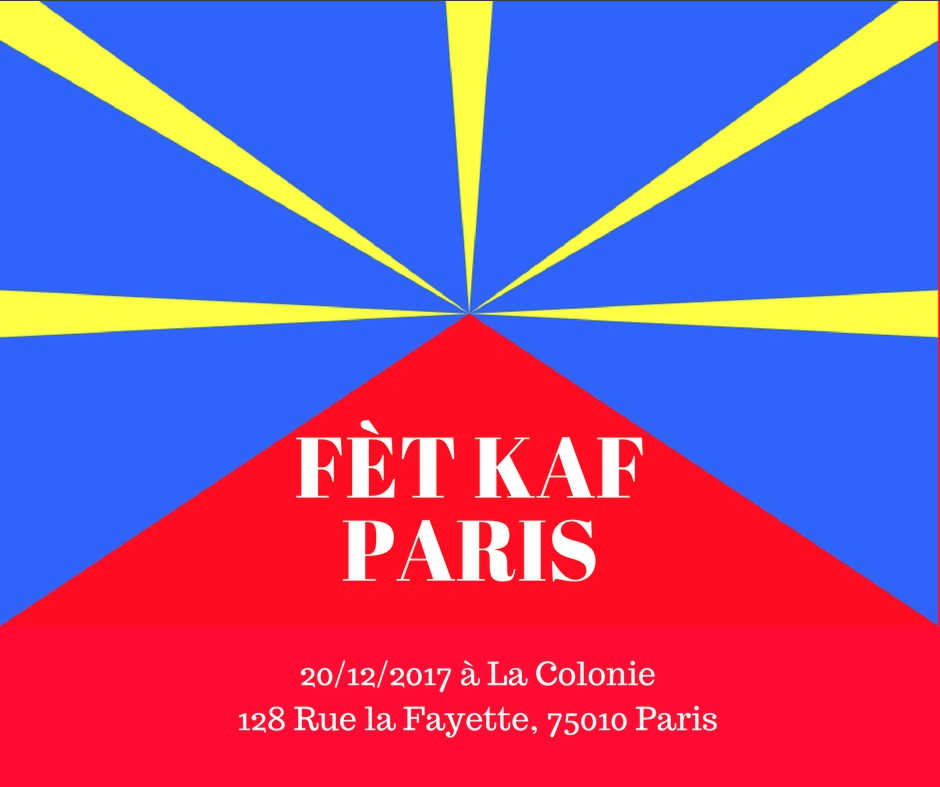 FÈT KAF
PARIS
20/12/2017 à La Colonie
128 Rue la Fayette, 75010 Paris